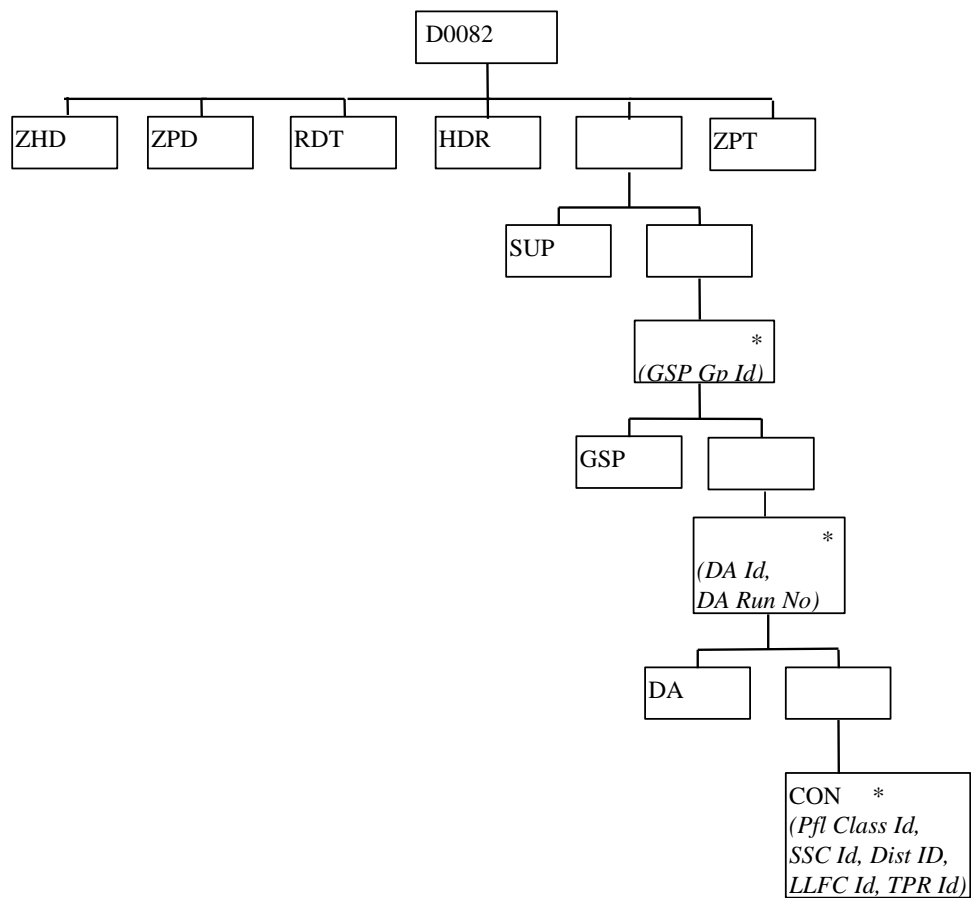 D0082
ZHD ZPD RDT HDR ZPT
SUP
*
(GSP Gp Id)
GSP
*
(DA Id,
DA Run No)
DA
CON *
(Pfl Class Id,
SSC Id, Dist ID,
LLFC Id, TPR Id)